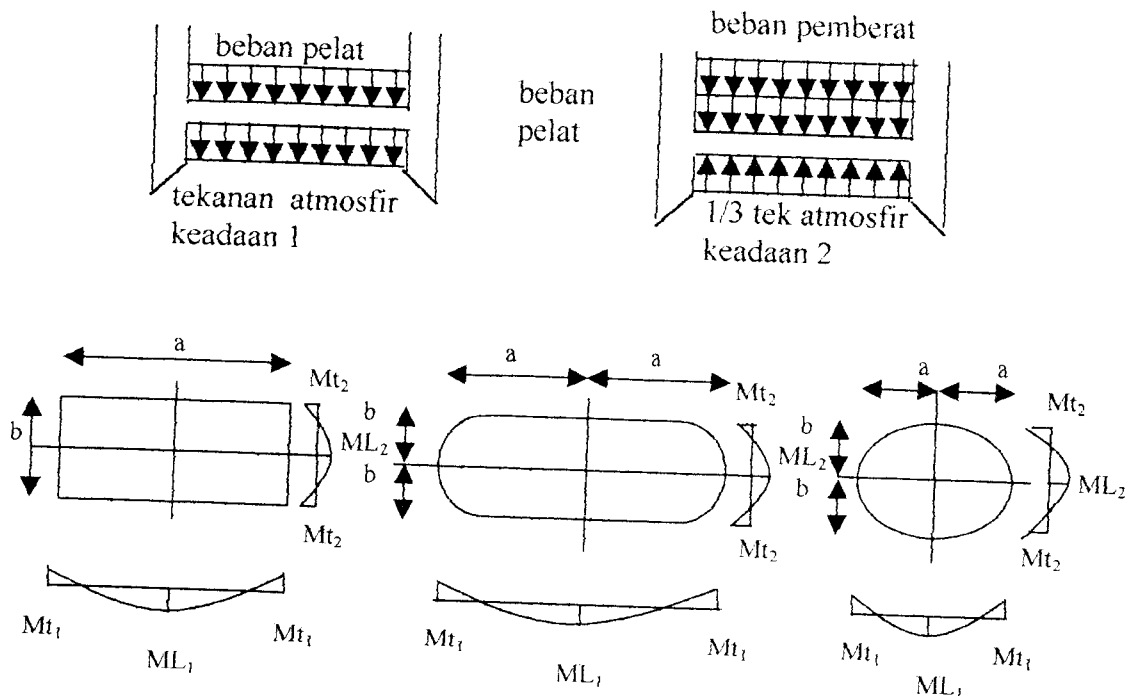 beban pelat
tekanan atmosfir
keadaan 1
beban pemberat
beban
pelat
1/3 tek atmosfir
keadaan 2
a
b
Mt₂
ML₂
Mt₂
Mt₁
Mt₁
ML₁
a
a
b
b
Mt₂
ML₂
Mt₂
Mt₁
Mt₁
ML₁
a
a
b
b
Mt₂
ML₂
Mt₂
Mt₁
Mt₁
ML₁